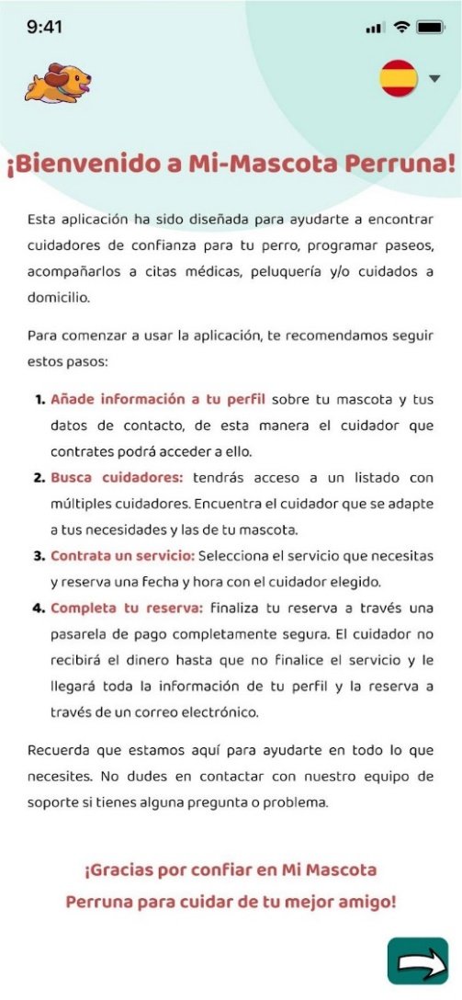 9:41
¡Bienvenido a Mi-Mascota Perruna!
Esta aplicación ha sido diseñada para ayudarte a encontrar
cuidadores de confianza para tu perro, programar paseos,
acompañarlos a citas médicas, peluquería y/o cuidados a
domicilio.
Para comenzar a usar la aplicación, te recomendamos seguir
estos pasos:
1. Añade información a tu perfil sobre tu mascota y tus
datos de contacto, de esta manera el cuidador que
contrates podrá acceder a ello.
2. Busca cuidadores: tendrás acceso a un listado con
múltiples cuidadores. Encuentra el cuidador que se adapte
a tus necesidades y las de tu mascota.
3. Contrata un servicio: Selecciona el servicio que necesitas
y reserva una fecha y hora con el cuidador elegido.
4. Completa tu reserva: finaliza tu reserva a través una
pasarela de pago completamente segura. El cuidador no
recibirá el dinero hasta que no finalice el servicio y le
llegará toda la información de tu perfil y la reserva a
través de un correo electrónico.
Recuerda que estamos aquí para ayudarte en todo lo que
necesites. No dudes en contactar con nuestro equipo de
soporte si tienes alguna pregunta o problema.
¡Gracias por confiar en Mi Mascota
Perruna para cuidar de tu mejor amigo!